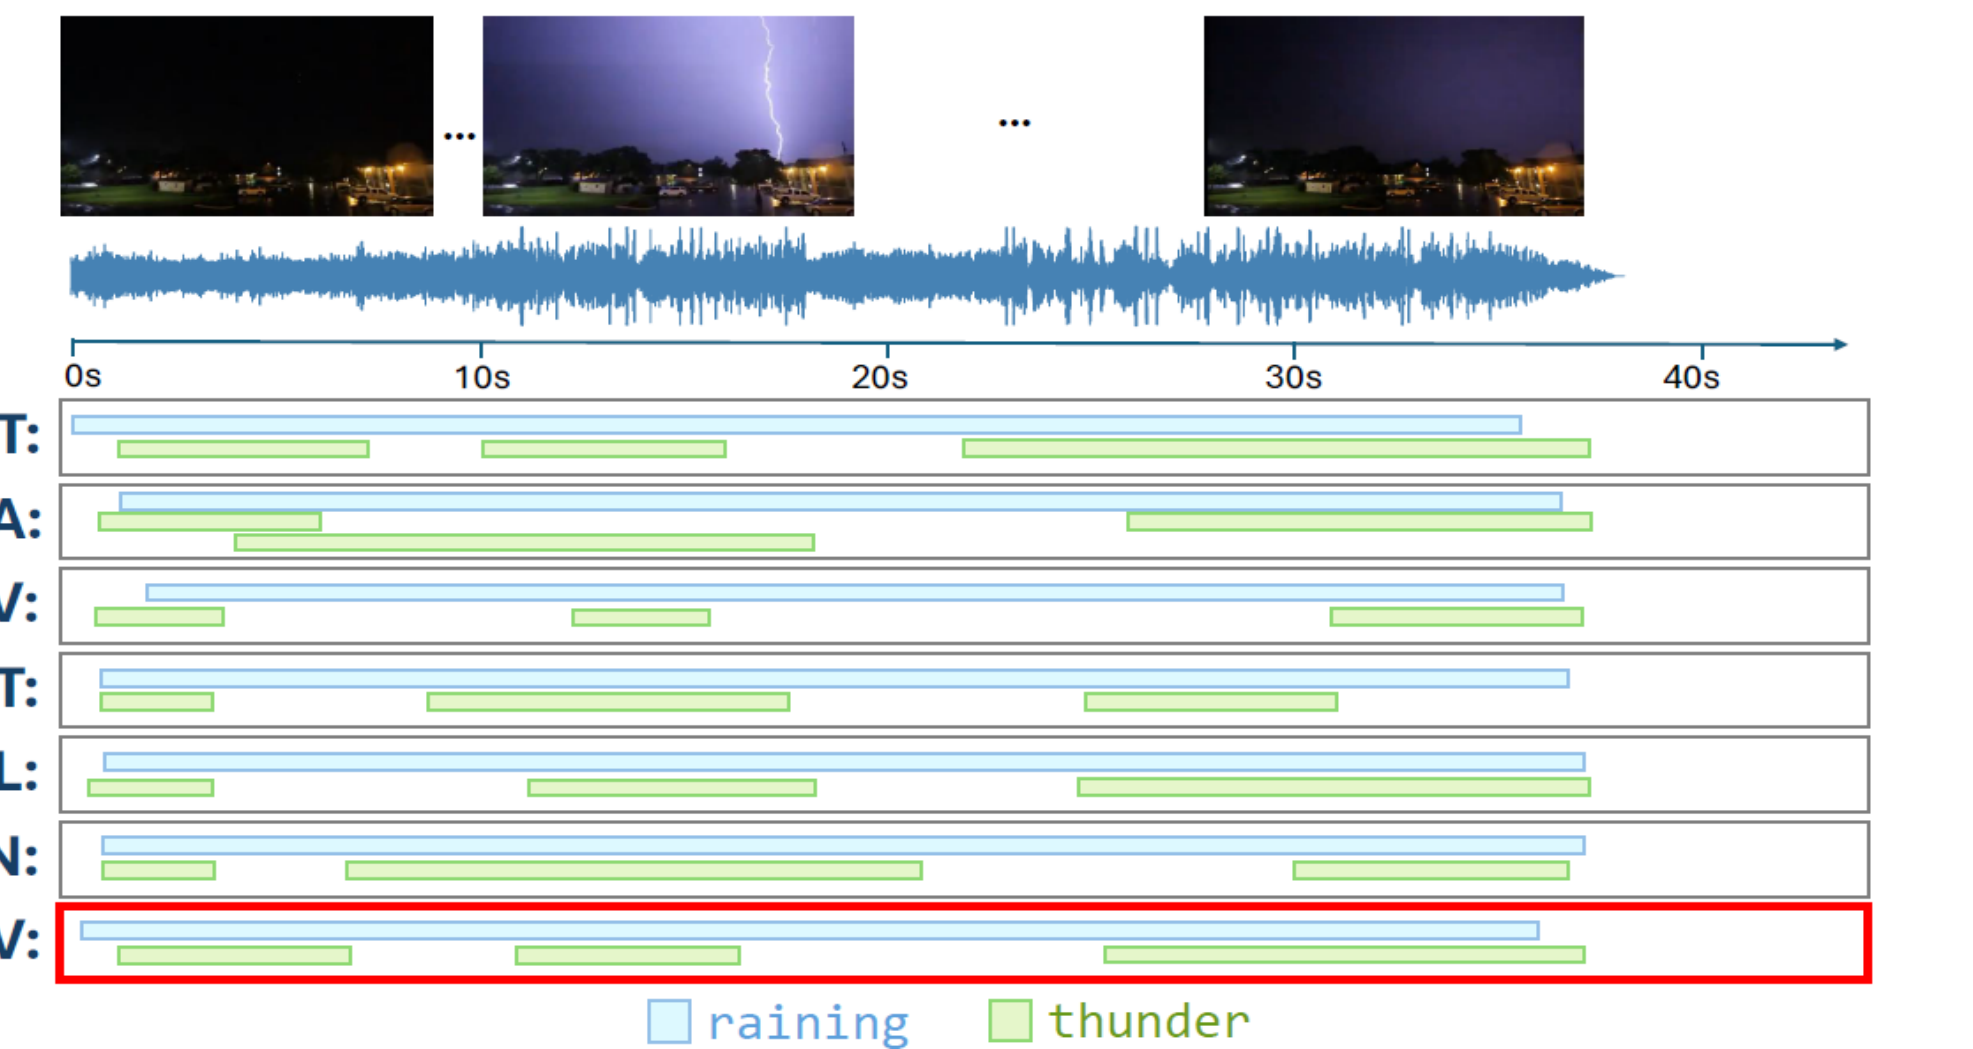 ... ...
0s 10s 20s 30s 40s
T:
A:
V:
T:
L:
N:
V:
raining thunder